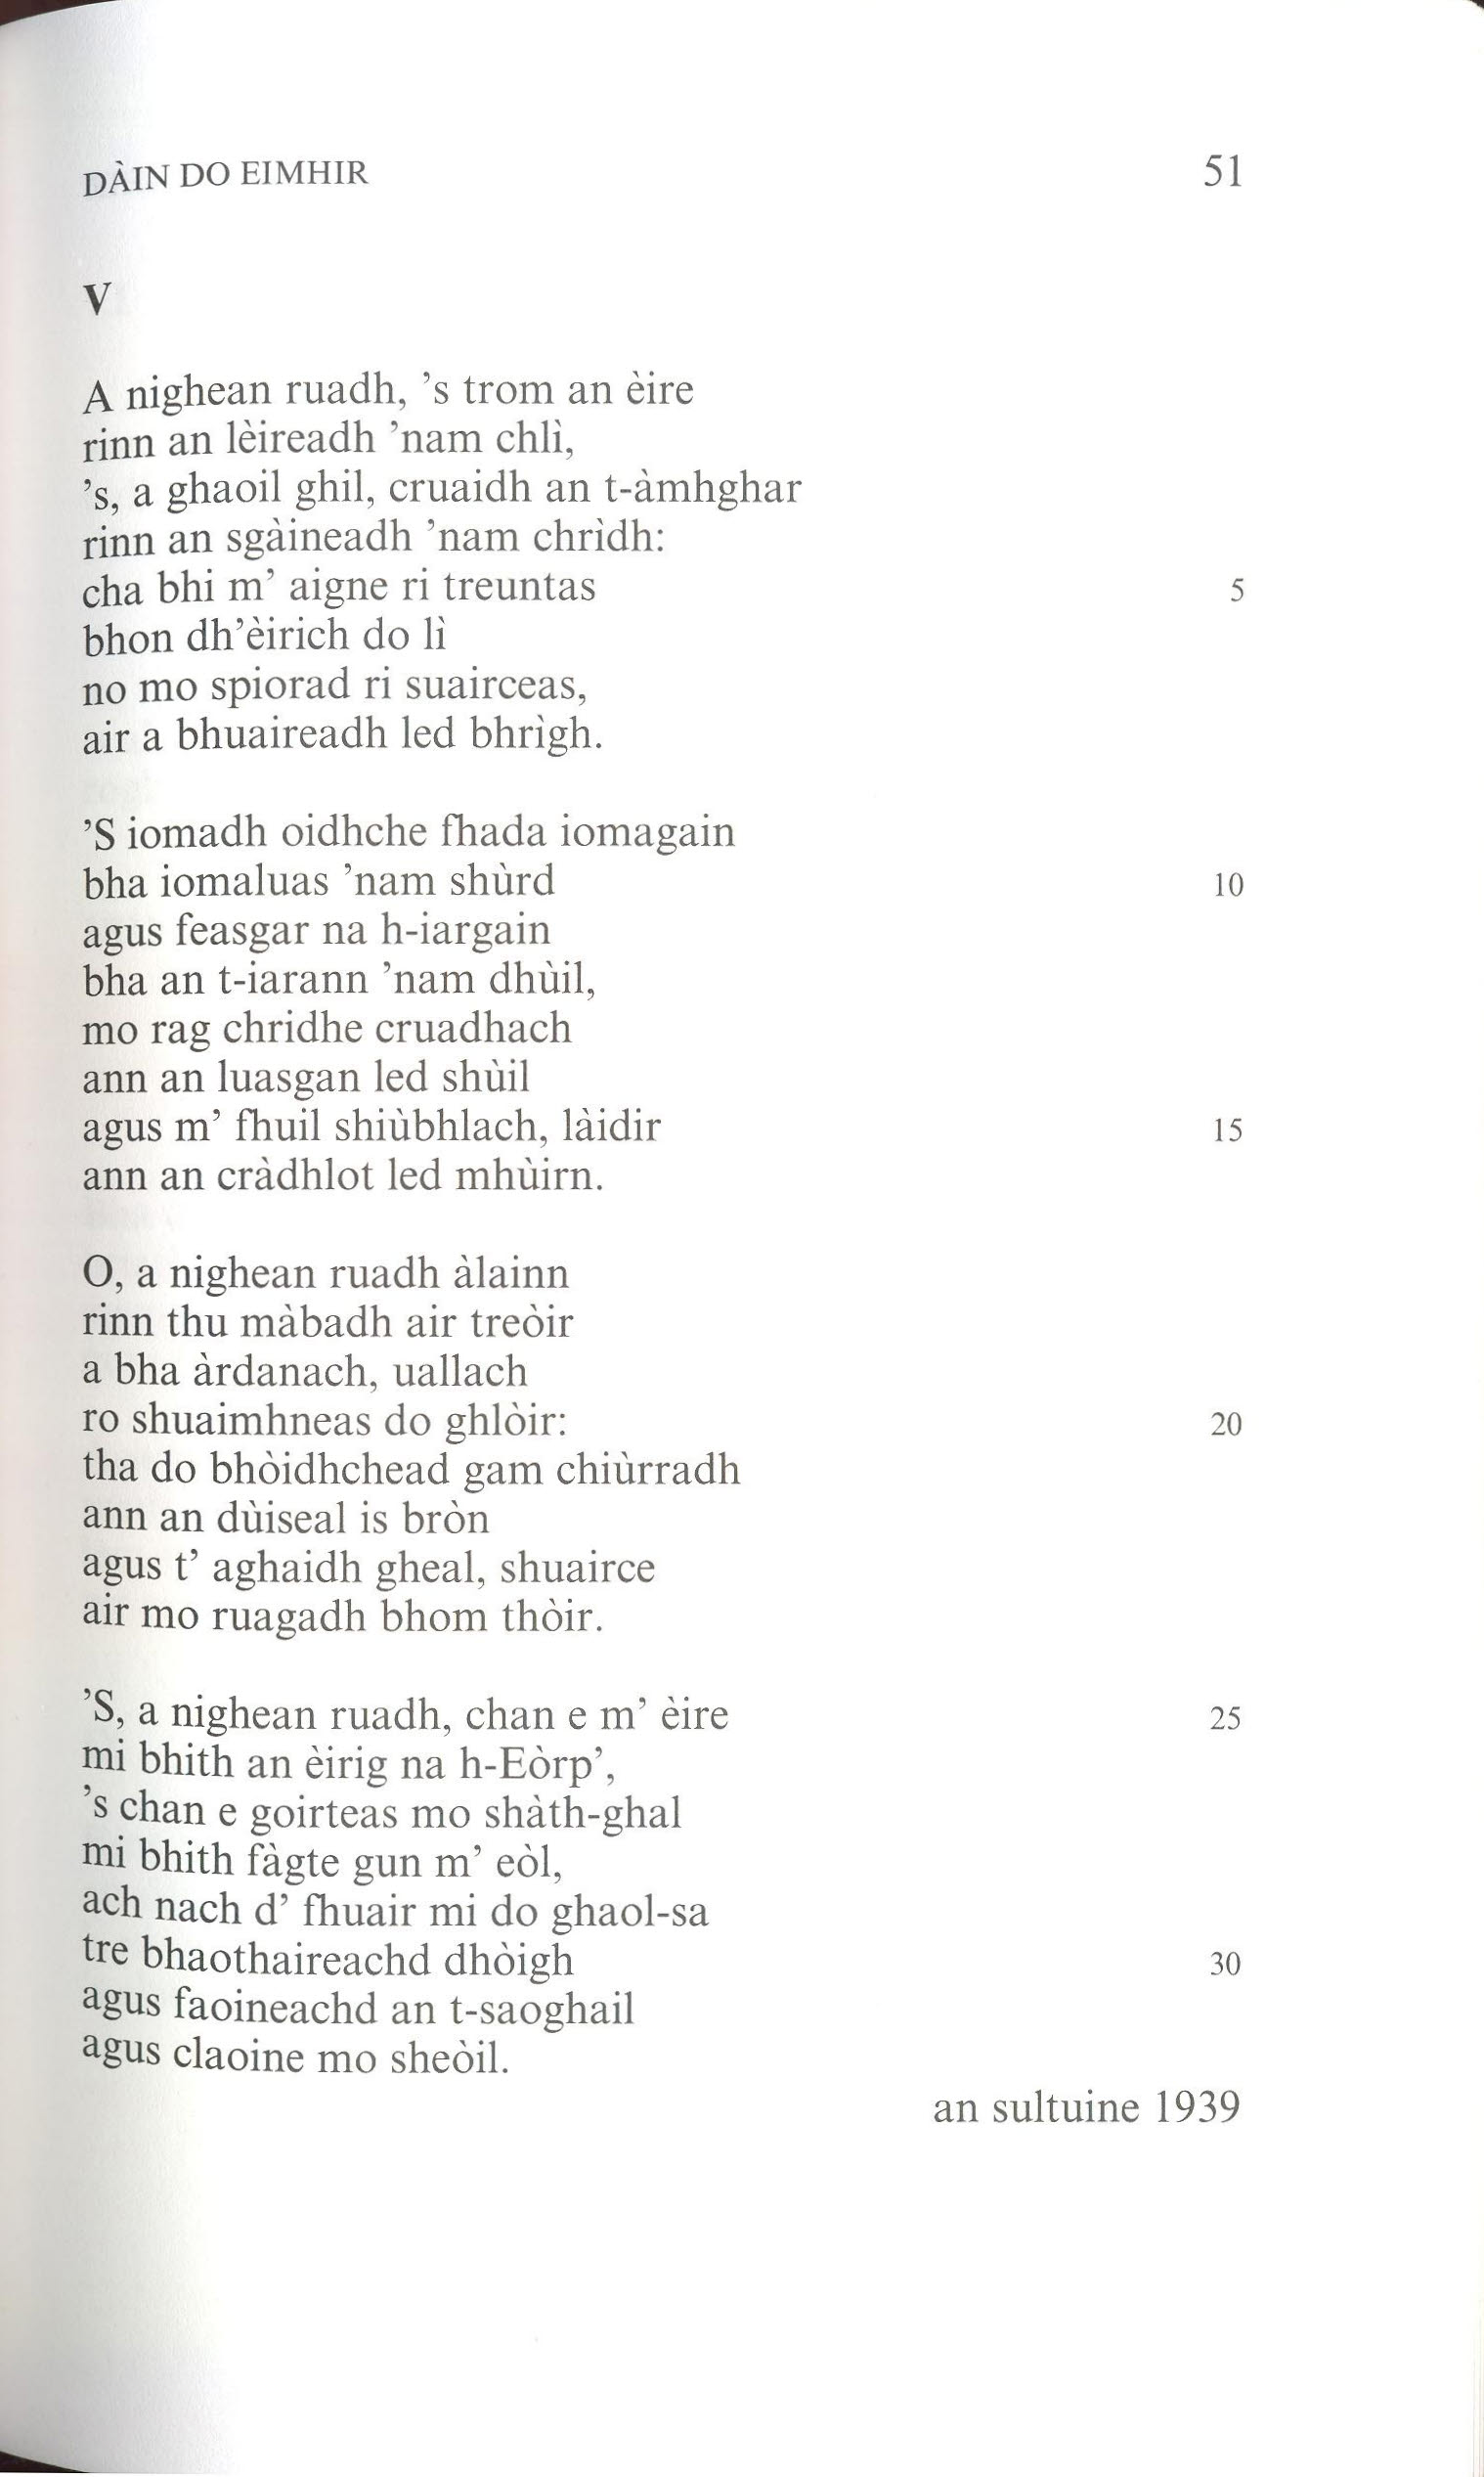 DÀIN DO EIMHIR 51
V
A nighean ruadh, ’s trom an èire
rinn an lèireadh ’nam chlì,
’s, a ghaoil ghil, cruaidh an t-àmhghar
rinn an sgàineadh ’nam chrìdh:
cha bhi m’ aigne ri treuntas 5
bhon dh’èirich do lì
no mo spiorad ri suairceas,
air a bhuaireadh led bhrìgh.
’S iomadh oidhche fhada iomagain
bha iomaluas ’nam shùrd 10
agus feasgar na h-iargain
bha an t-iarann ’nam dhùil,
mo rag chridhe cruadhach
ann an luasgan led shùil
agus m’ fhuil shiùbhlach, làidir 15
ann an cràdhlot led mhùirn.
O, a nighean ruadh àlainn
rinn thu màbadh air treòir
a bha àrdanach, uallach
ro shuaimhneas do ghlòir: 20
tha do bhòidhchead gam chiùrradh
ann an dùiseal is bròn
agus t’ aghaidh gheal, shuairce
air mo ruagadh bhom thòir.
’S, a nighean ruadh, chan e m’ èire 25
mi bhith an èirig na h-Eòrp’,
’s chan e goirteas mo shàth-ghal
mi bhith fàgte gun m’ eòl,
ach nach d’ fhuair mi do ghaol-sa
tre bhaothaireachd dhòigh 30
agus faoineachd an t-saoghail
agus claoine mo sheòil.
an sultuine 1939